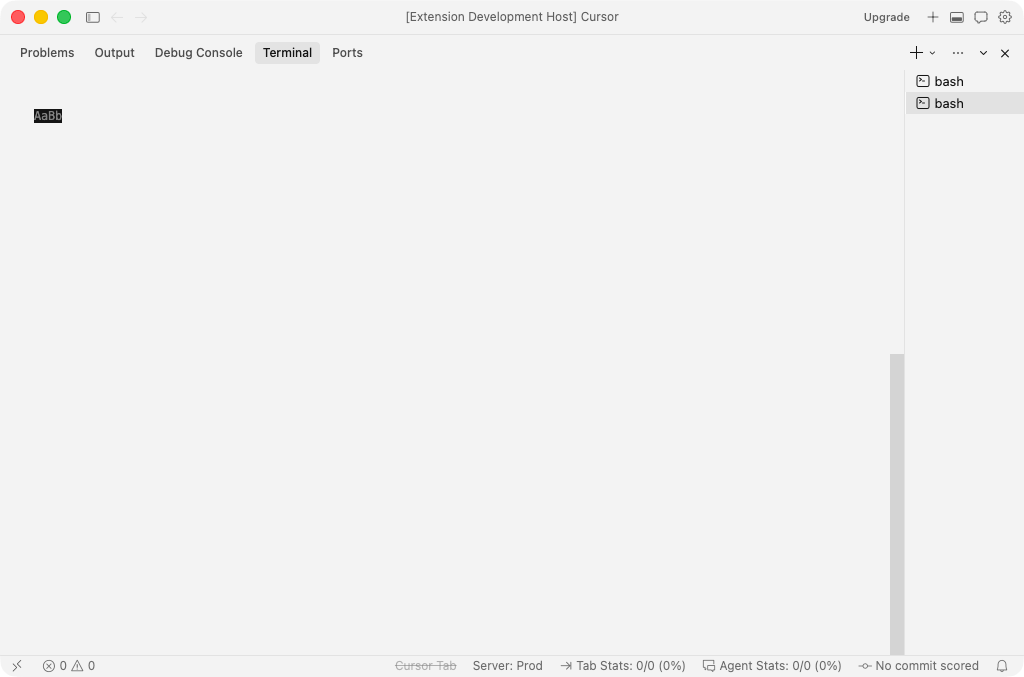 [Extension Development Host] Cursor
Upgrade
Problems Output Debug Console Terminal Ports
bash
bash
AaBb
0 0 Cursor Tab Server: Prod Tab Stats: 0/0 (0%) Agent Stats: 0/0 (0%) No commit scored